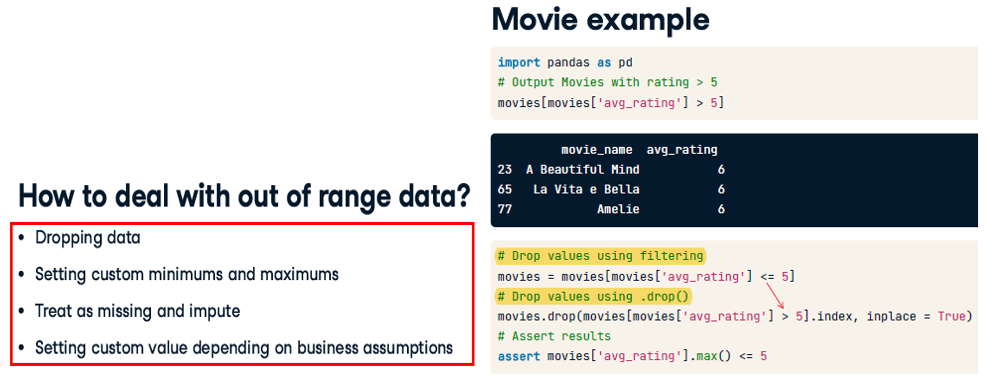 How to deal with out of range data?
• Dropping data
• Setting custom minimums and maximums
• Treat as missing and impute
• Setting custom value depending on business assumptions
Movie example
import pandas as pd
# Output Movies with rating > 5
movies[movies['avg_rating'] > 5]
movie_name avg_rating
23 A Beautiful Mind 6
65 La Vita e Bella 6
77 Amelie 6
# Drop values using filtering
movies = movies[movies['avg_rating'] <= 5]
# Drop values using .drop()
movies.drop(movies[movies['avg_rating'] > 5].index, inplace = True)
# Assert results
assert movies['avg_rating'].max() <= 5